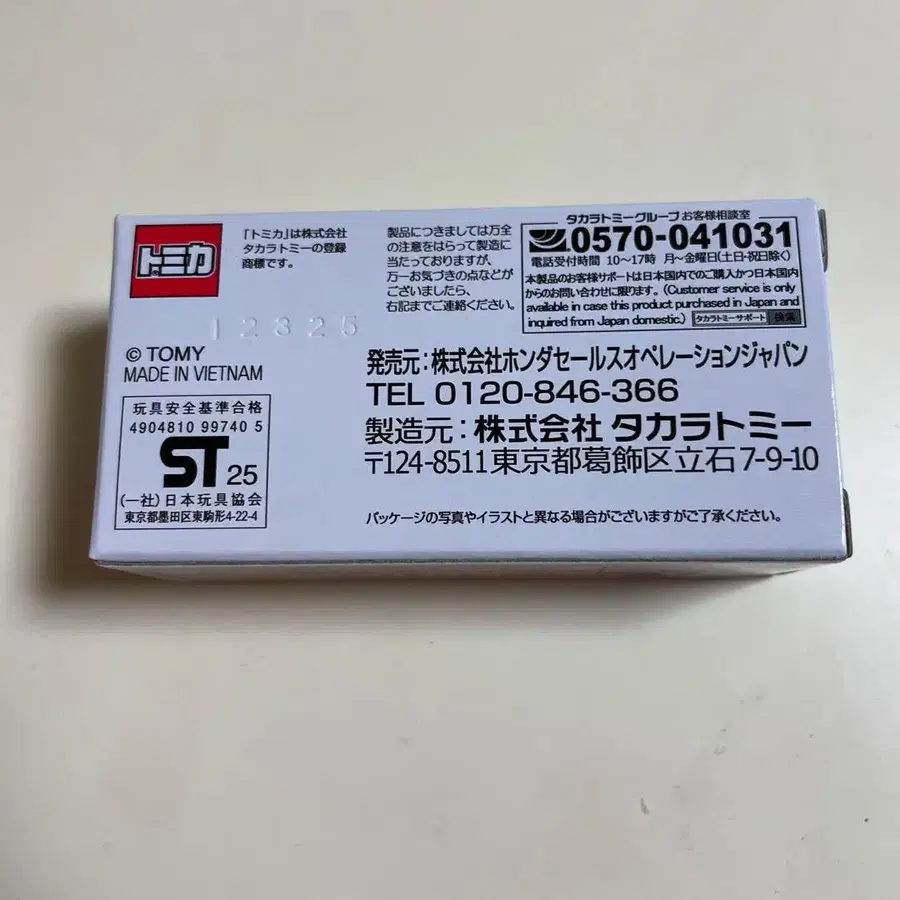 トミカ
「トミカ」は株式会社
タカラトミーの登録
商標です。
製品につきましては万全
の注意をはらって製造に
当たっておりますが、
万一お気づきの点などが
ございましたら、
右記までご連絡ください。
タカラトミーグループ お客様相談室
0570-041031
電話受付時間 10〜17時 月〜金曜日(土日・祝日除く)
本製品のお客様サポートは日本国内でのご購入かつ日本国内
からのお問い合わせに限ります。(Customer service is only
available in case this product purchased in Japan and
inquired from Japan domestic.) タカラトミーサポート 検索
12325
© TOMY
MADE IN VIETNAM
発売元:株式会社ホンダセールスオペレーションジャパン
TEL 0120-846-366
製造元:株式会社 タカラトミー
〒124-8511 東京都葛飾区立石7-9-10
玩具安全基準合格
4904810 99740 5
ST 25
(一社)日本玩具協会
東京都墨田区東駒形4-22-4
パッケージの写真やイラストと異なる場合がございますがご了承ください。